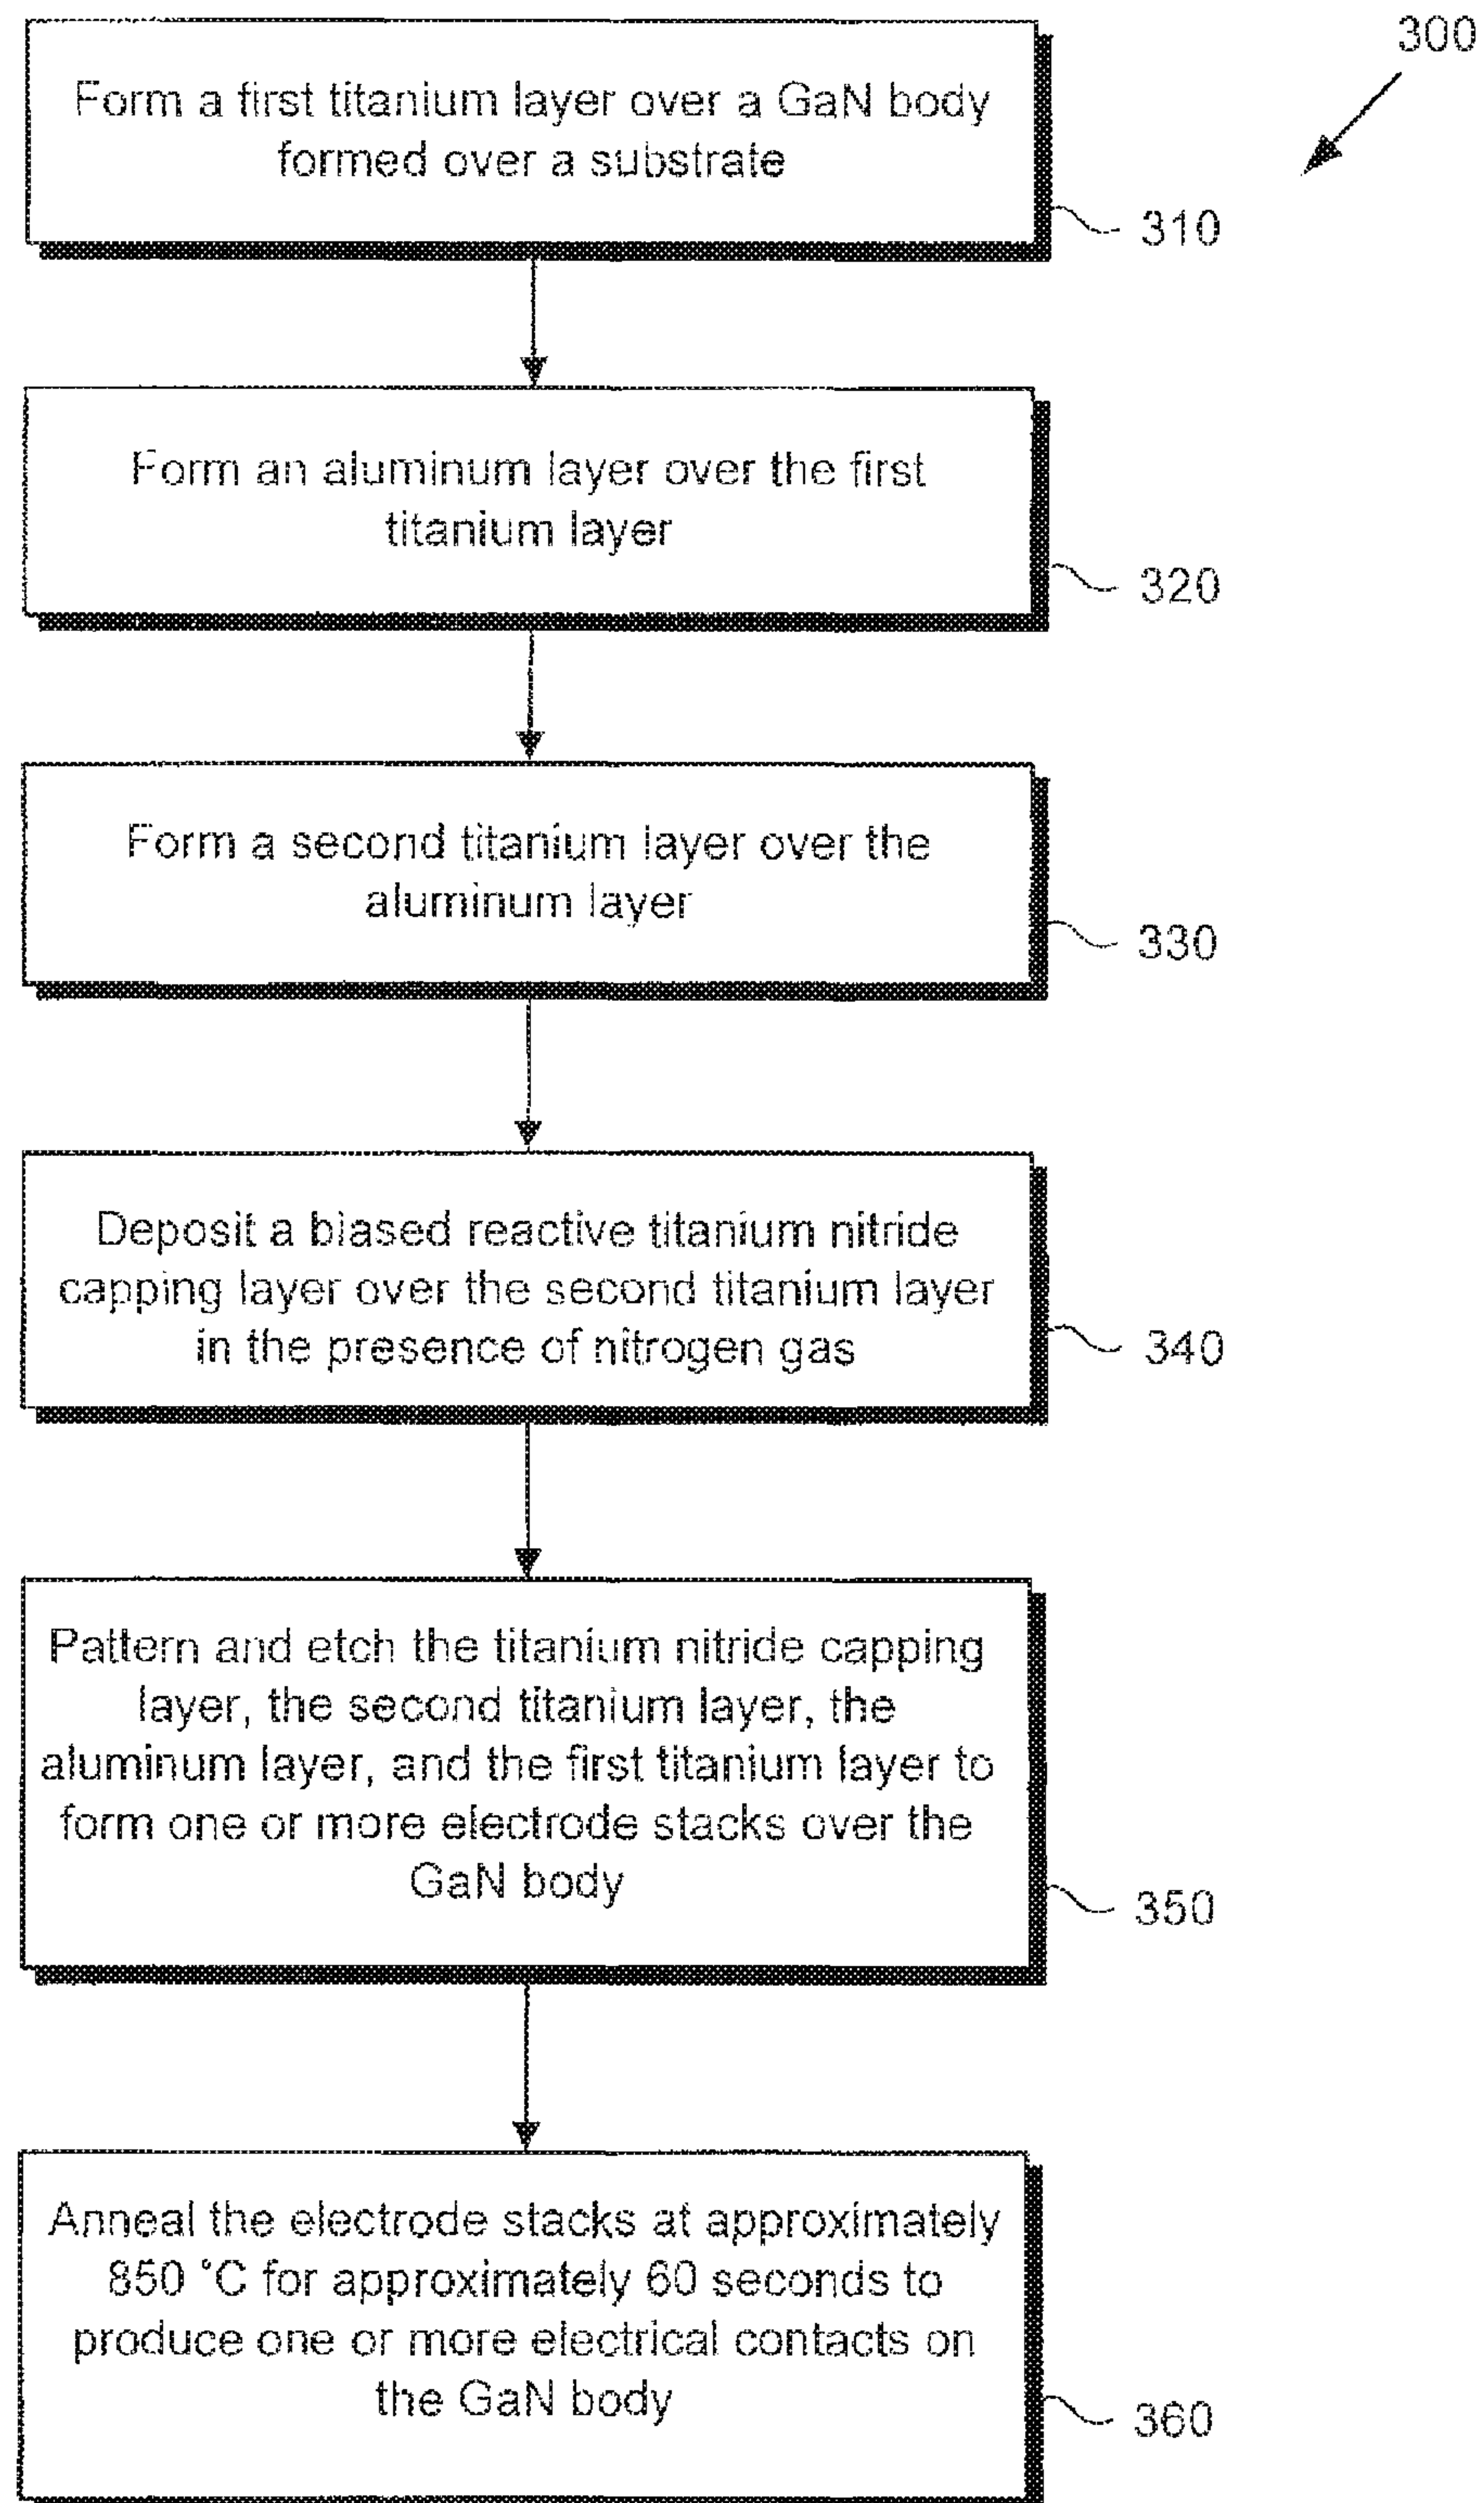 300
Form a first titanium layer over a GaN body
formed over a substrate
310
Form an aluminum layer over the first
titanium layer
320
Form a second titanium layer over the
aluminum layer
330
Deposit a biased reactive titanium nitride
capping layer over the second titanium layer
in the presence of nitrogen gas
340
Pattern and etch the titanium nitride capping
layer, the second titanium layer, the
aluminum layer, and the first titanium layer to
form one or more electrode stacks over the
GaN body
350
Anneal the electrode stacks at approximately
850 °C for approximately 60 seconds to
produce one or more electrical contacts on
the GaN body
360